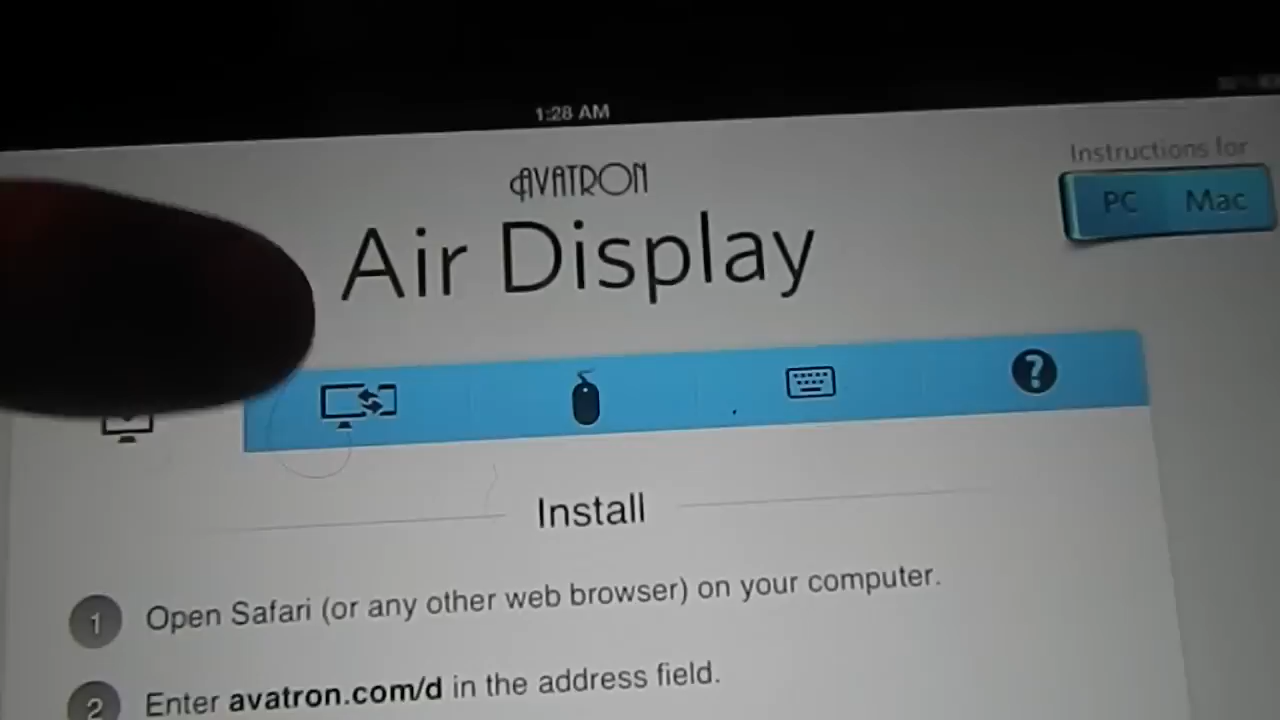 1:28 AM
Instructions for
PC Mac
AVATRON
Air Display
?
Install
1 Open Safari (or any other web browser) on your computer.
2 Enter avatron.com/d in the address field.